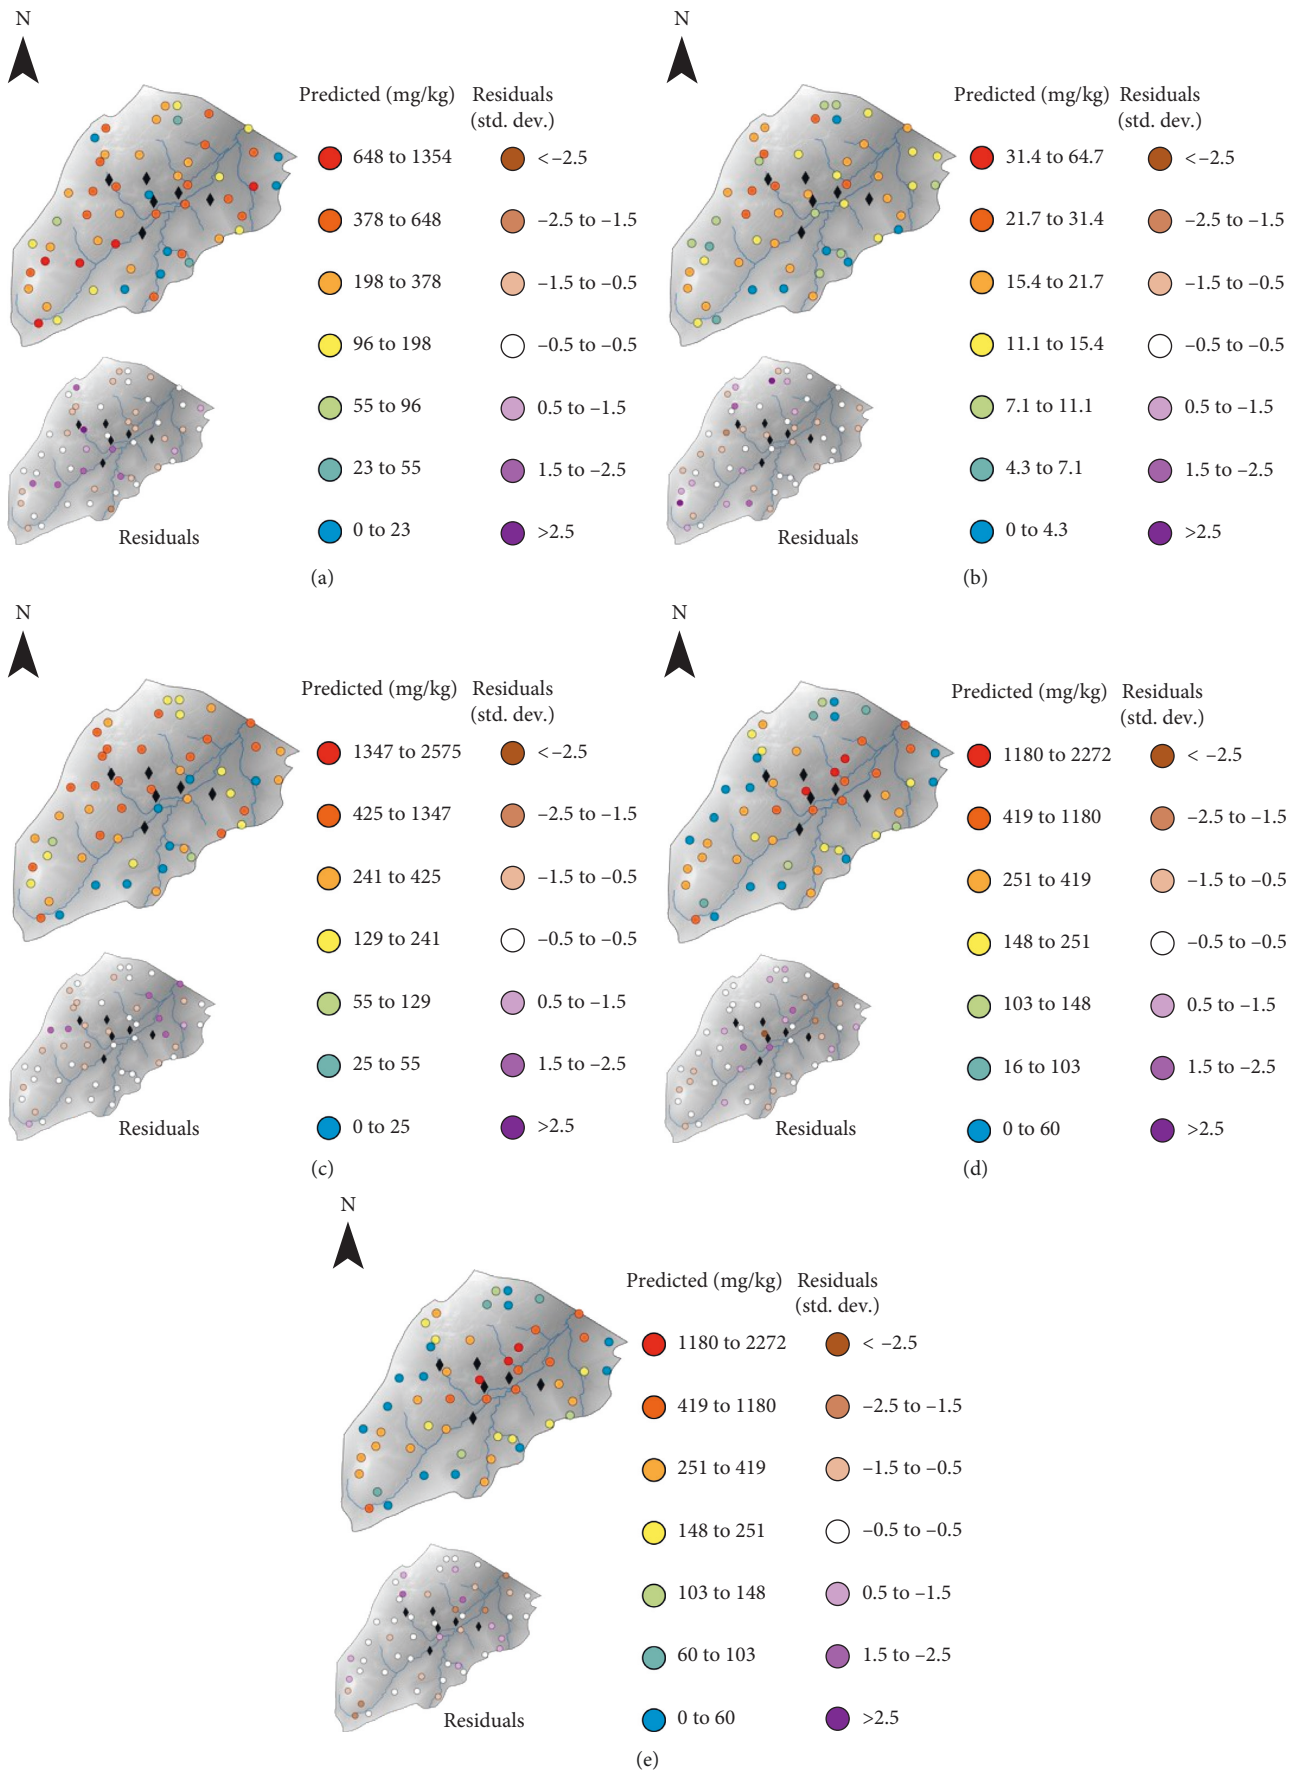 N
Predicted (mg/kg) Residuals
(std. dev.)
648 to 1354 < –2.5
378 to 648 –2.5 to –1.5
198 to 378 –1.5 to –0.5
96 to 198 –0.5 to –0.5
55 to 96 0.5 to –1.5
23 to 55 1.5 to –2.5
0 to 23 >2.5
Residuals
(a)
N
Predicted (mg/kg) Residuals
(std. dev.)
31.4 to 64.7 < –2.5
21.7 to 31.4 –2.5 to –1.5
15.4 to 21.7 –1.5 to –0.5
11.1 to 15.4 –0.5 to –0.5
7.1 to 11.1 0.5 to –1.5
4.3 to 7.1 1.5 to –2.5
0 to 4.3 >2.5
Residuals
(b)
N
Predicted (mg/kg) Residuals
(std. dev.)
1347 to 2575 < –2.5
425 to 1347 –2.5 to –1.5
241 to 425 –1.5 to –0.5
129 to 241 –0.5 to –0.5
55 to 129 0.5 to –1.5
25 to 55 1.5 to –2.5
0 to 25 >2.5
Residuals
(c)
N
Predicted (mg/kg) Residuals
(std. dev.)
1180 to 2272 < –2.5
419 to 1180 –2.5 to –1.5
251 to 419 –1.5 to –0.5
148 to 251 –0.5 to –0.5
103 to 148 0.5 to –1.5
16 to 103 1.5 to –2.5
0 to 60 >2.5
Residuals
(d)
N
Predicted (mg/kg) Residuals
(std. dev.)
1180 to 2272 < –2.5
419 to 1180 –2.5 to –1.5
251 to 419 –1.5 to –0.5
148 to 251 –0.5 to –0.5
103 to 148 0.5 to –1.5
60 to 103 1.5 to –2.5
0 to 60 >2.5
Residuals
(e)